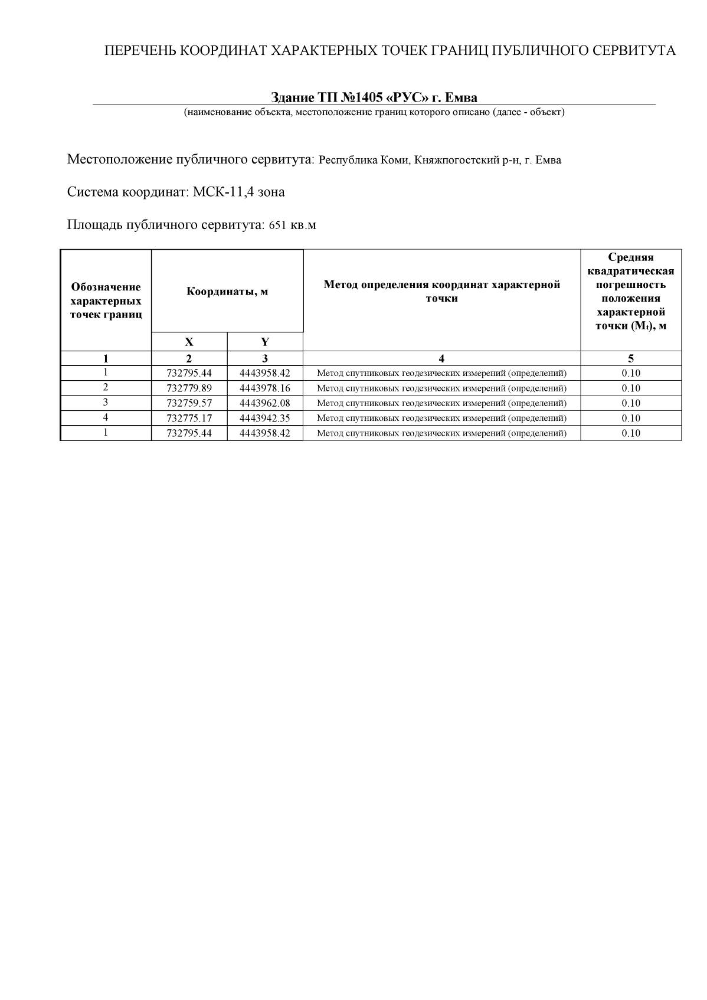 ПЕРЕЧЕНЬ КООРДИНАТ ХАРАКТЕРНЫХ ТОЧЕК ГРАНИЦ ПУБЛИЧНОГО СЕРВИТУТА
Здание ТП №1405 «РУС» г. Емва
(наименование объекта, местоположение границ которого описано (далее - объект)
Местоположение публичного сервитута: Республика Коми, Княжпогостский р-н, г. Емва
Система координат: МСК-11,4 зона
Площадь публичного сервитута: 651 кв.м
Обозначение
характерных
точек границ
Координаты, м
Метод определения координат характерной
точки
Средняя
квадратическая
погрешность
положения
характерной
точки (Mt), м
X Y
1 2 3 4 5
1 732795.44 4443958.42 Метод спутниковых геодезических измерений (определений) 0.10
2 732779.89 4443978.16 Метод спутниковых геодезических измерений (определений) 0.10
3 732759.57 4443962.08 Метод спутниковых геодезических измерений (определений) 0.10
4 732775.17 4443942.35 Метод спутниковых геодезических измерений (определений) 0.10
1 732795.44 4443958.42 Метод спутниковых геодезических измерений (определений) 0.10